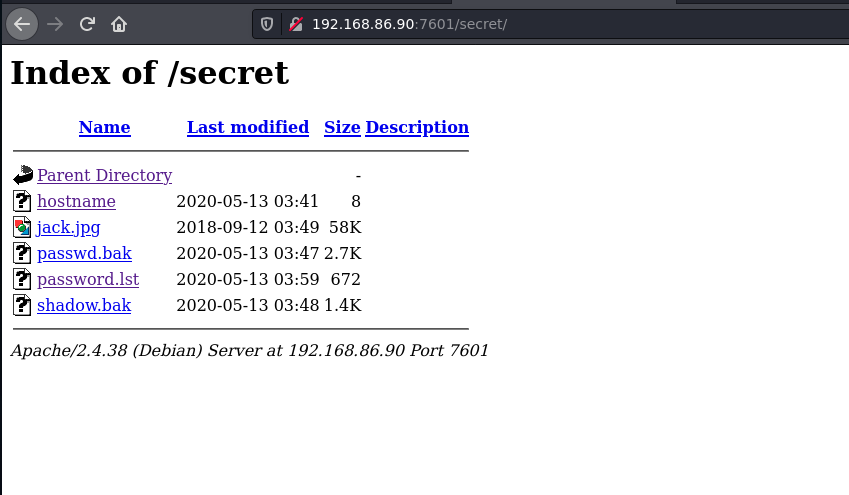 192.168.86.90:7601/secret/
Index of /secret
Name Last modified Size Description
Parent Directory -
hostname 2020-05-13 03:41 8
jack.jpg 2018-09-12 03:49 58K
passwd.bak 2020-05-13 03:47 2.7K
password.lst 2020-05-13 03:59 672
shadow.bak 2020-05-13 03:48 1.4K
Apache/2.4.38 (Debian) Server at 192.168.86.90 Port 7601